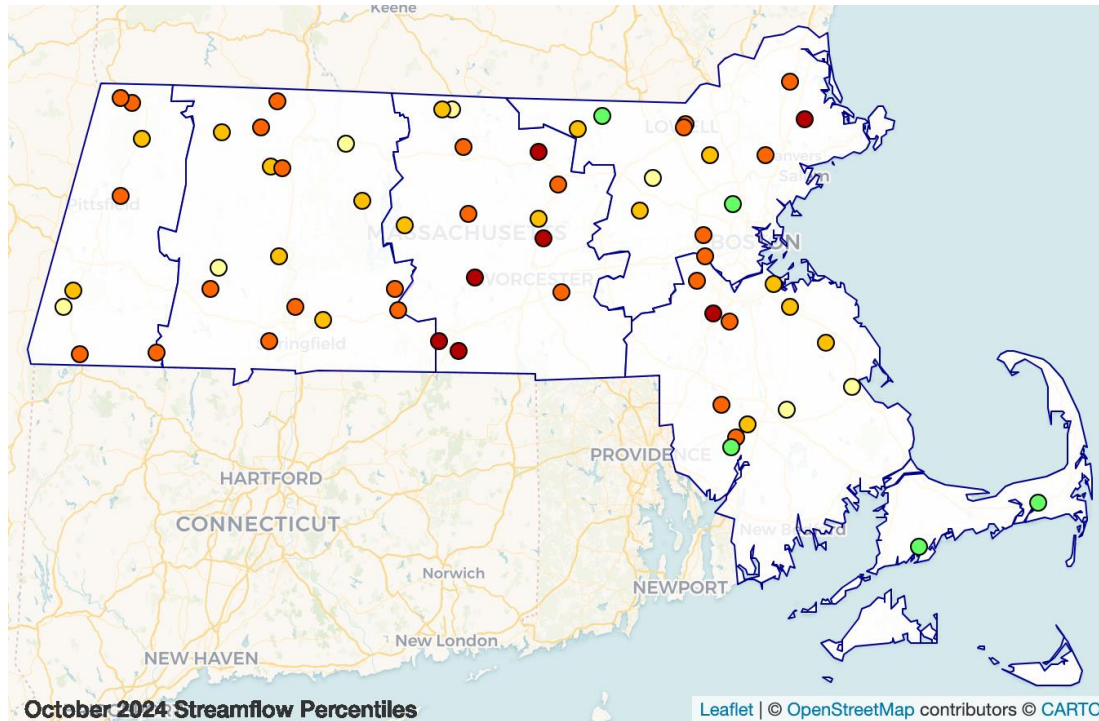 Keene
LOWELL
Danvers
Salem
Pittsfield
MASSACHUSETTS
BOSTON
WORCESTER
Springfield
PROVIDENCE
HARTFORD
CONNECTICUT
New Bedford
Norwich
NEWPORT
New London
NEW HAVEN
October 2024 Streamflow Percentiles
Leaflet | © OpenStreetMap contributors © CARTO